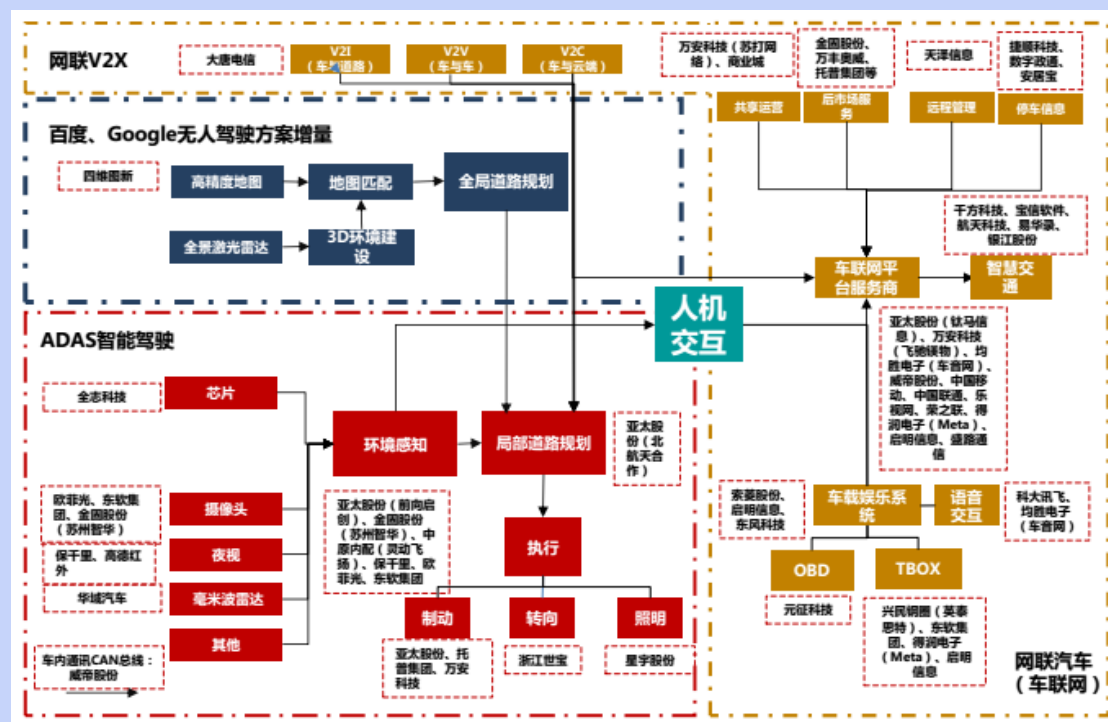 网联V2X
大唐电信
V2I
（车与道路）
V2V
（车与车）
V2C
（车与云端）
万安科技（苏打网
络）、商业城
金固股份、
万丰奥威、
托普集团等
天泽信息
捷顺科技、
数字政通、
安居宝
共享运营
后市场服
务
远程管理
停车信息
百度、Google无人驾驶方案增量
四维图新
高精度地图
地图匹配
全局道路规划
全景激光雷达
3D环境建
设
千方科技、宝信软件、
航天科技、易华录、
银江股份
车联网平
台服务商
智慧交
通
人机
交互
ADAS智能驾驶
全志科技
芯片
环境感知
局部道路规划
亚太股
份（北
航天合
作）
亚太股份（钛马信
息）、万安科技
（飞驰镁物）、均
胜电子（车音网）、
威帝股份、中国移
动、中国联通、乐
视网、荣之联、得
润电子（Meta）、
启明信息、盛路通
信
欧菲光、东软集
团、金固股份
（苏州智华）
摄像头
亚太股份（前向启
创）、金固股份
（苏州智华）、中
原内配（灵动飞
扬）、保千里、欧
菲光、东软集团
执行
索菱股份、
启明信息、
东风科技
车载娱乐系
统
语音
交互
科大讯飞、
均胜电子
（车音网）
保千里、高德红
外
夜视
华域汽车
毫米波雷达
其他
车内通讯CAN总线：
威帝股份
制动
转向
照明
亚太股份、托
普集团、万安
科技
浙江世宝
星宇股份
OBD
TBOX
元征科技
兴民钢圈（英泰
思特）、东软集
团、得润电子
（Meta）、启明
信息
网联汽车
（车联网）